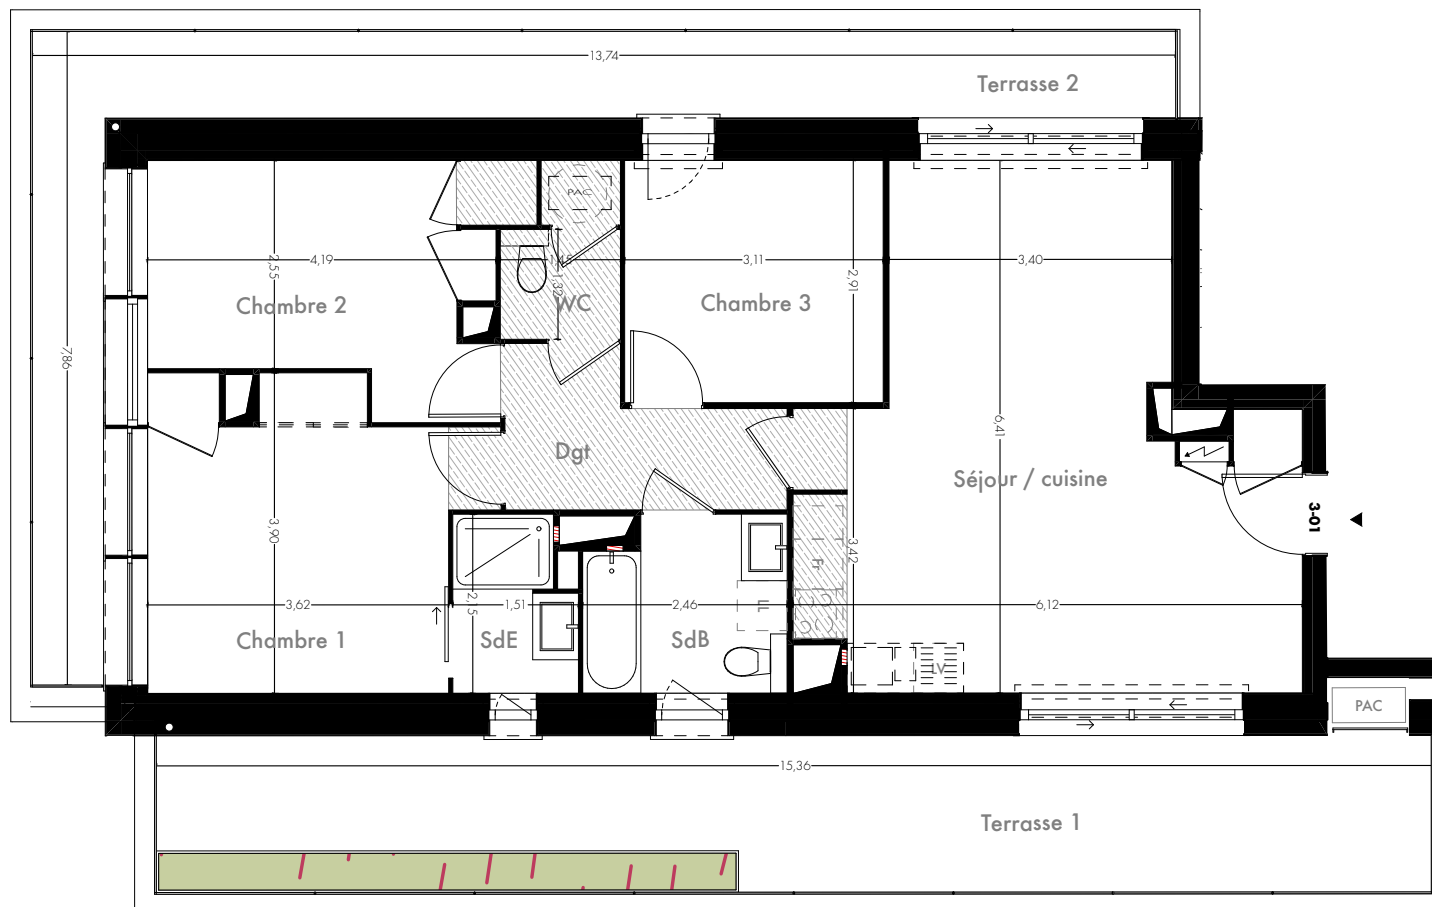 13,74
Terrasse 2
7,86
PAC
4,19
2,55
1,45
1,32
3,11
2,91
3,40
Chambre 2
WC
Chambre 3
6,41
Dgt
Séjour / cuisine
3-01
3,90
3,42
Fr
3,62
2,15
1,51
2,46
LL
6,12
Chambre 1
SdE
SdB
LV
PAC
15,36
Terrasse 1